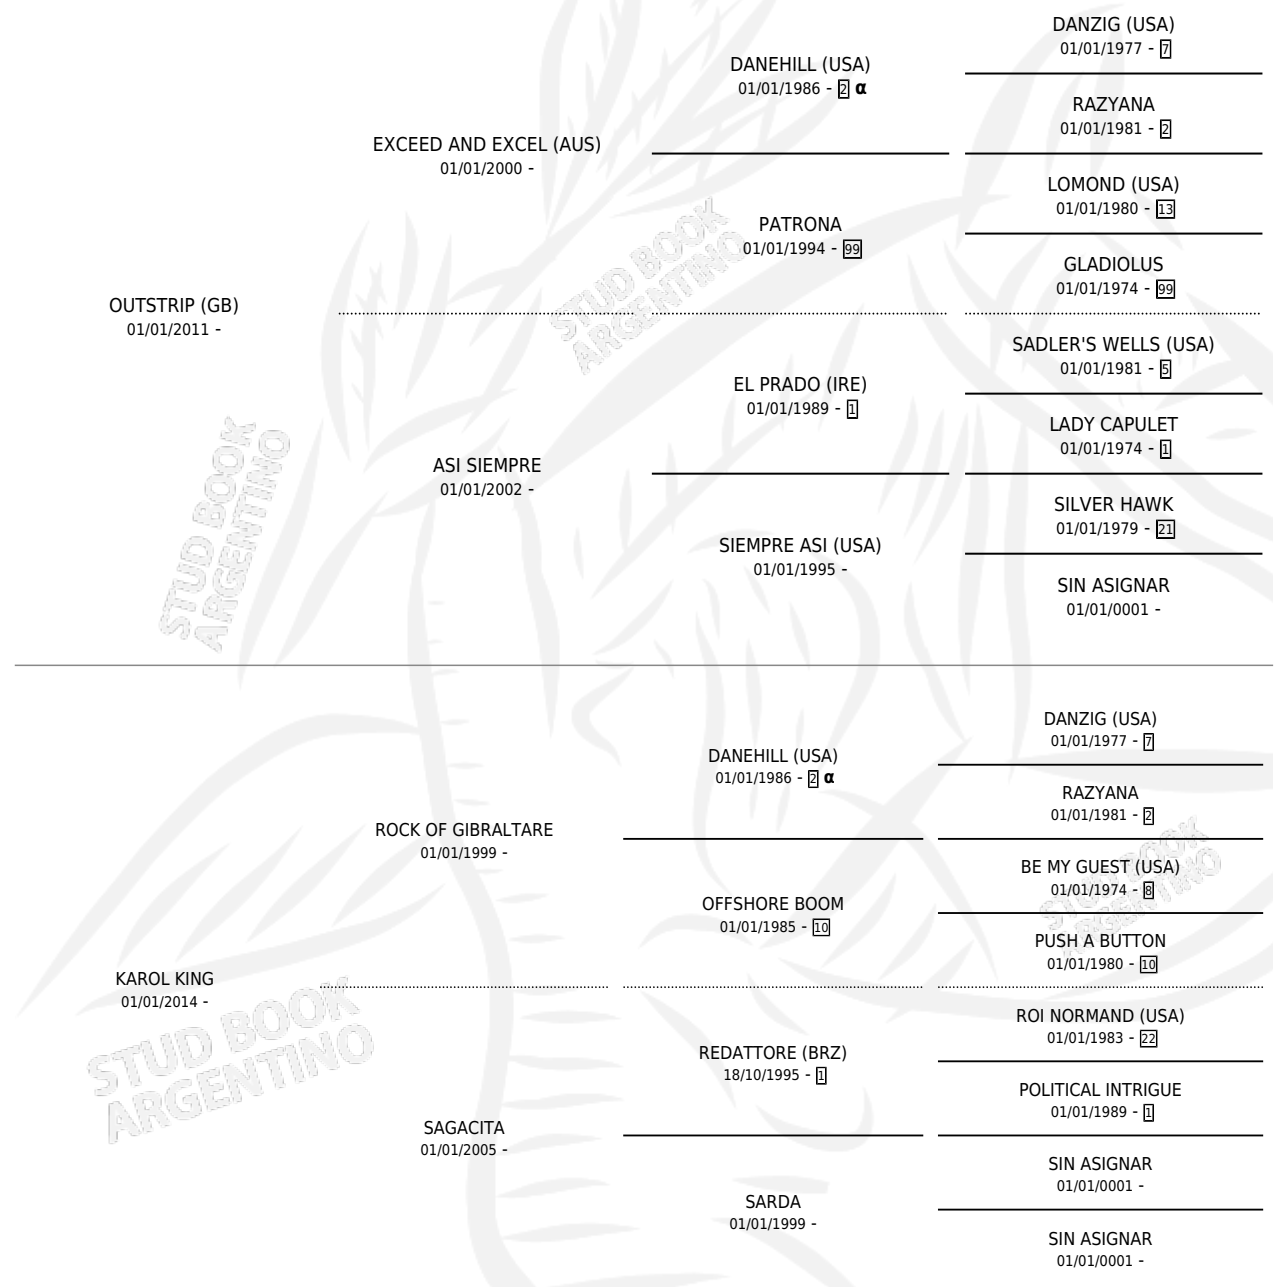 DANZIG (USA)
01/01/1977 - 7
DANEHILL (USA)
01/01/1986 - 2 α
RAZYANA
01/01/1981 - 2
EXCEED AND EXCEL (AUS)
01/01/2000 -
LOMOND (USA)
01/01/1980 - 13
PATRONA
01/01/1994 - 99
GLADIOLUS
01/01/1974 - 99
OUTSTRIP (GB)
01/01/2011 -
SADLER'S WELLS (USA)
01/01/1981 - 5
EL PRADO (IRE)
01/01/1989 - 1
LADY CAPULET
01/01/1974 - 1
ASI SIEMPRE
01/01/2002 -
SILVER HAWK
01/01/1979 - 21
SIEMPRE ASI (USA)
01/01/1995 -
SIN ASIGNAR
01/01/0001 -
STUD BOOK
ARGENTINO
STUD BOOK
ARGENTINO
DANZIG (USA)
01/01/1977 - 7
DANEHILL (USA)
01/01/1986 - 2 α
RAZYANA
01/01/1981 - 2
ROCK OF GIBRALTARE
01/01/1999 -
BE MY GUEST (USA)
01/01/1974 - 8
OFFSHORE BOOM
01/01/1985 - 10
PUSH A BUTTON
01/01/1980 - 10
KAROL KING
01/01/2014 -
ROI NORMAND (USA)
01/01/1983 - 22
REDATTORE (BRZ)
18/10/1995 - 1
POLITICAL INTRIGUE
01/01/1989 - 1
SAGACITA
01/01/2005 -
SIN ASIGNAR
01/01/0001 -
SARDA
01/01/1999 -
SIN ASIGNAR
01/01/0001 -
STUD BOOK
ARGENTINO
STUD BOOK
ARGENTINO